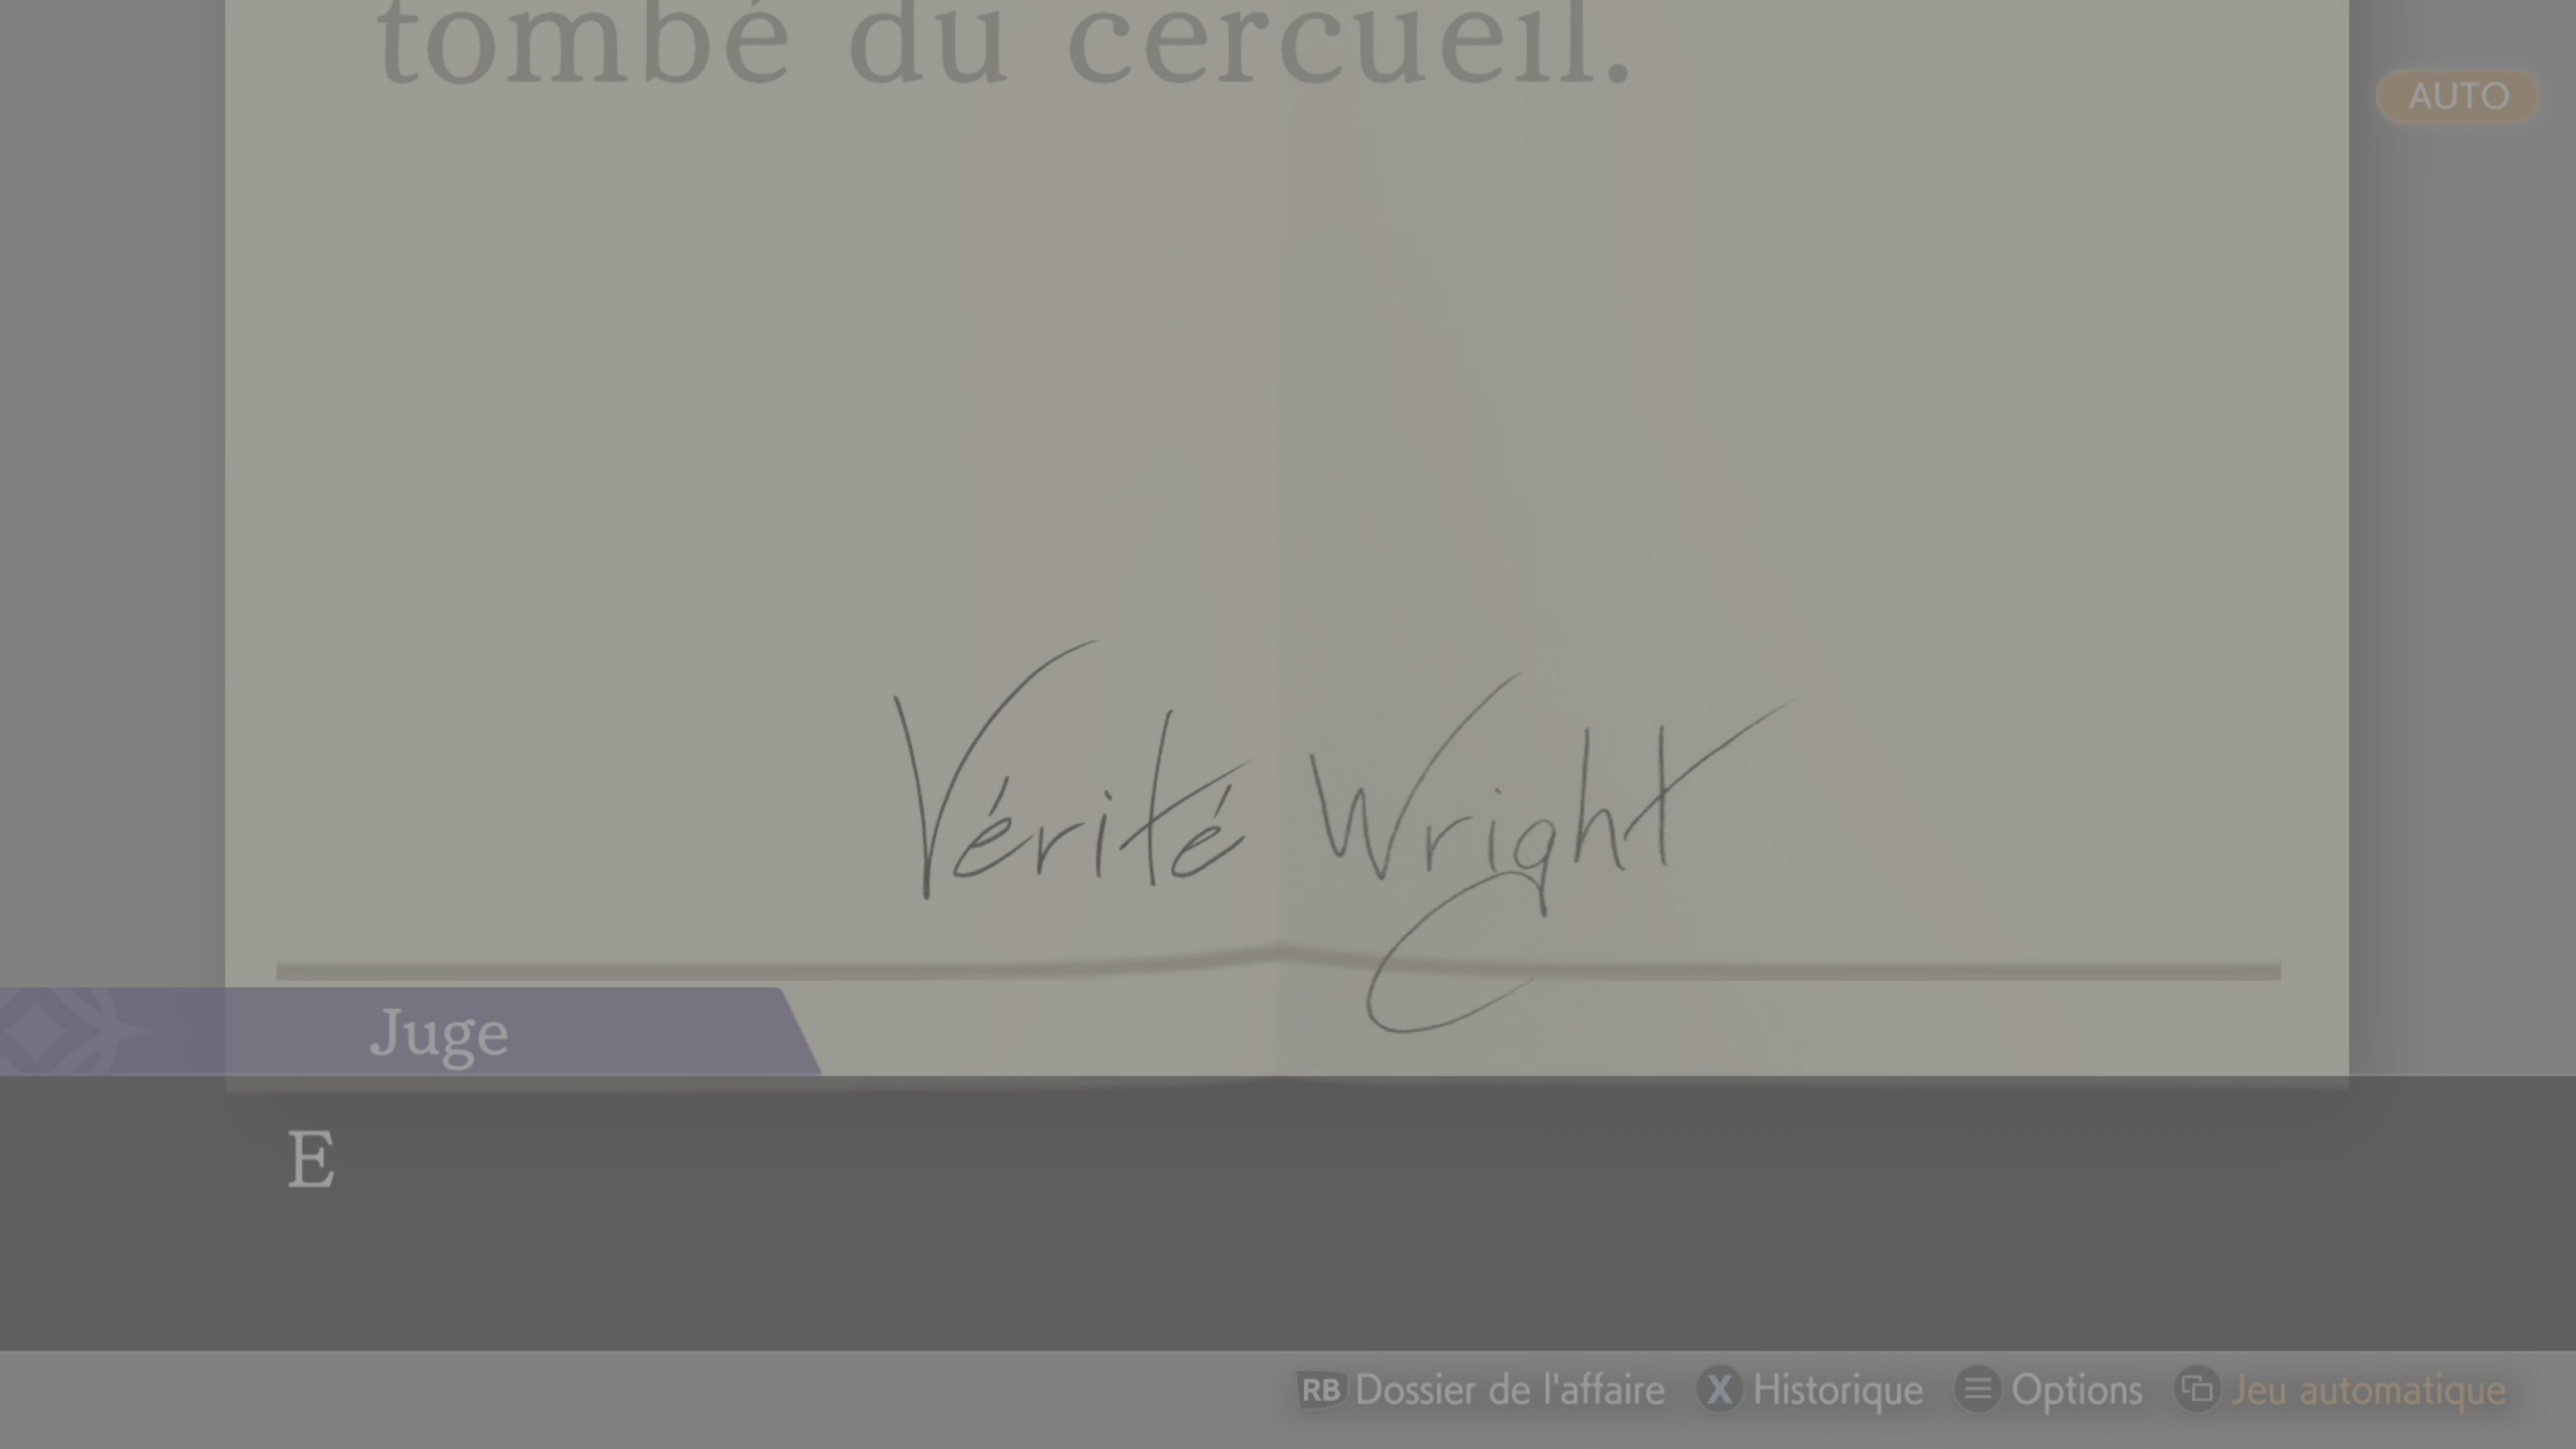 tombé du cercueil.
AUTO
Vérité Wright
Juge
E
RB Dossier de l'affaire X Historique Options Jeu automatique